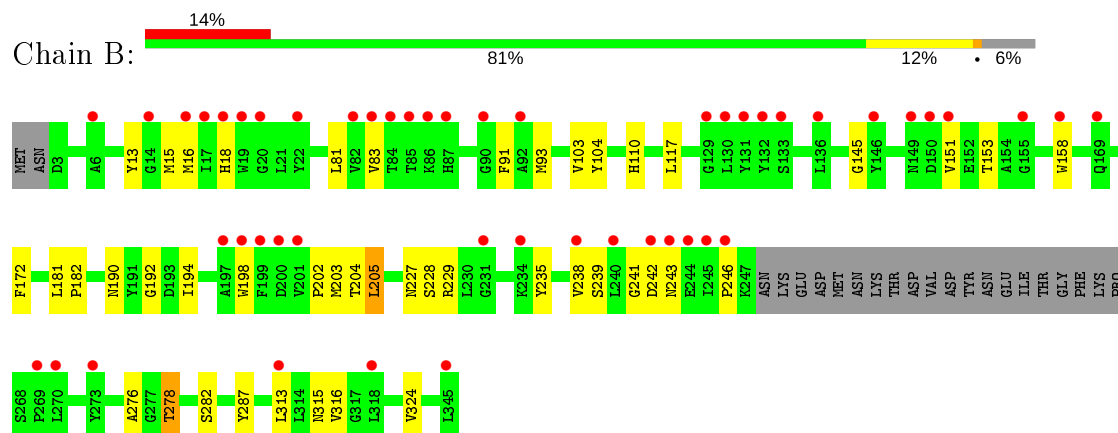 14%
Chain B:
81% 12% • 6%
MET ASN D3 A6 Y13 G14 M15 M16 I17 H18 W19 G20 L21 Y22 L81 V82 V83 T84 T85 K86 H87 G90 F91 A92 M93 V103 Y104 H110 L117 G129 L130 Y131 Y132 S133 L136 G145 Y146 N149 D150 V151 E152 T153 A154 G155 W158 Q169
F172 L181 P182 N190 Y191 G192 D193 I194 A197 W198 F199 D200 V201 P202 M203 T204 L205 N227 S228 R229 L230 G231 K234 Y235 V238 S239 L240 G241 D242 N243 E244 I245 P246 K247 ASN LYS GLU ASP MET ASN LYS THR ASP VAL ASP TYR ASN GLU ILE THR GLY PHE LYS PRO
S268 P269 L270 Y273 A276 G277 T278 S282 Y287 L313 L314 N315 V316 G317 L318 V324 L345